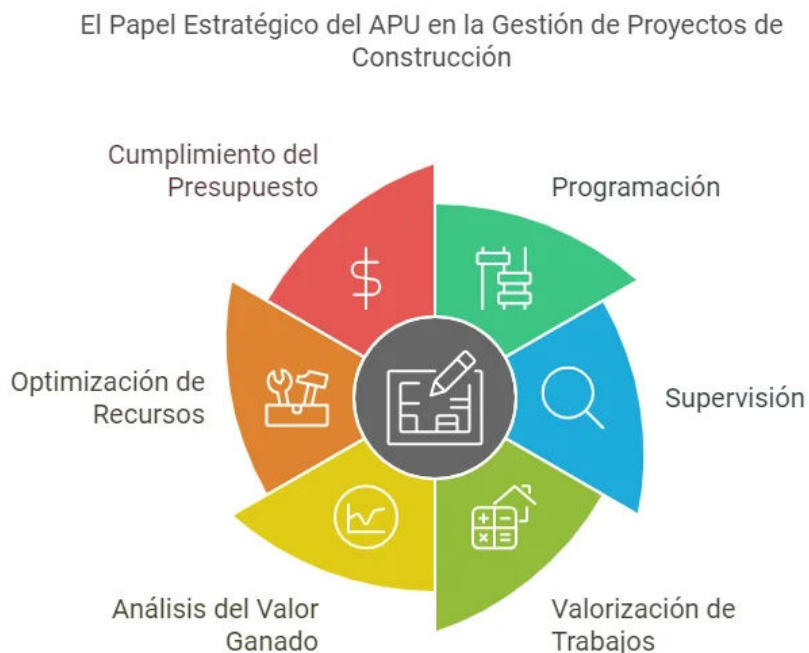 El Papel Estratégico del APU en la Gestión de Proyectos de
Construcción
Cumplimiento del
Presupuesto
Programación
Optimización de
Recursos
Supervisión
Análisis del Valor
Ganado
Valorización de
Trabajos